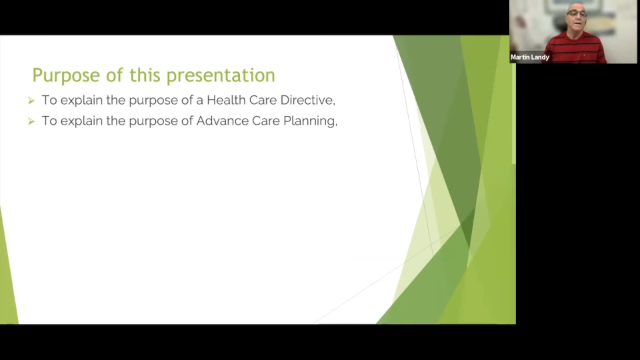 Purpose of this presentation
To explain the purpose of a Health Care Directive,
To explain the purpose of Advance Care Planning,
Martin Landy